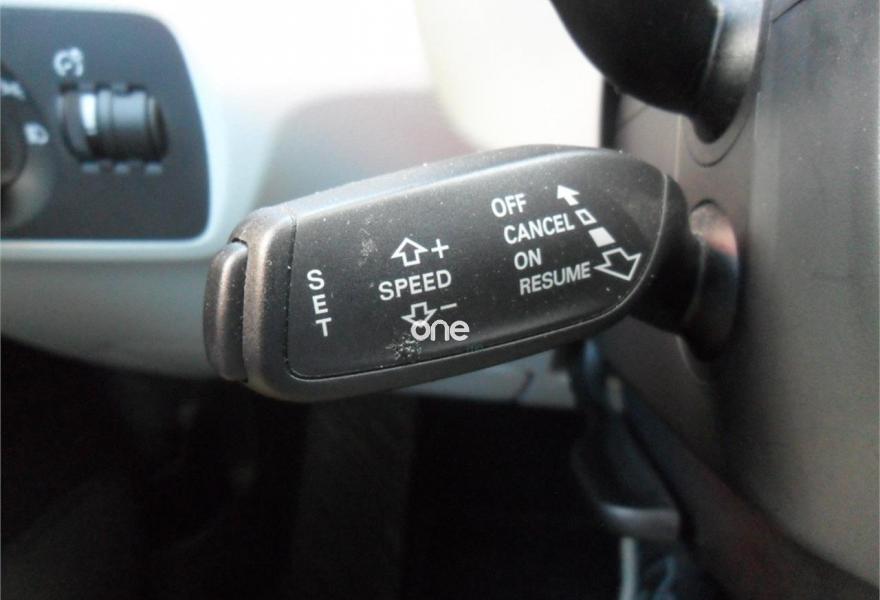 SET
+
SPEED
−
OFF
CANCEL
ON
RESUME
one